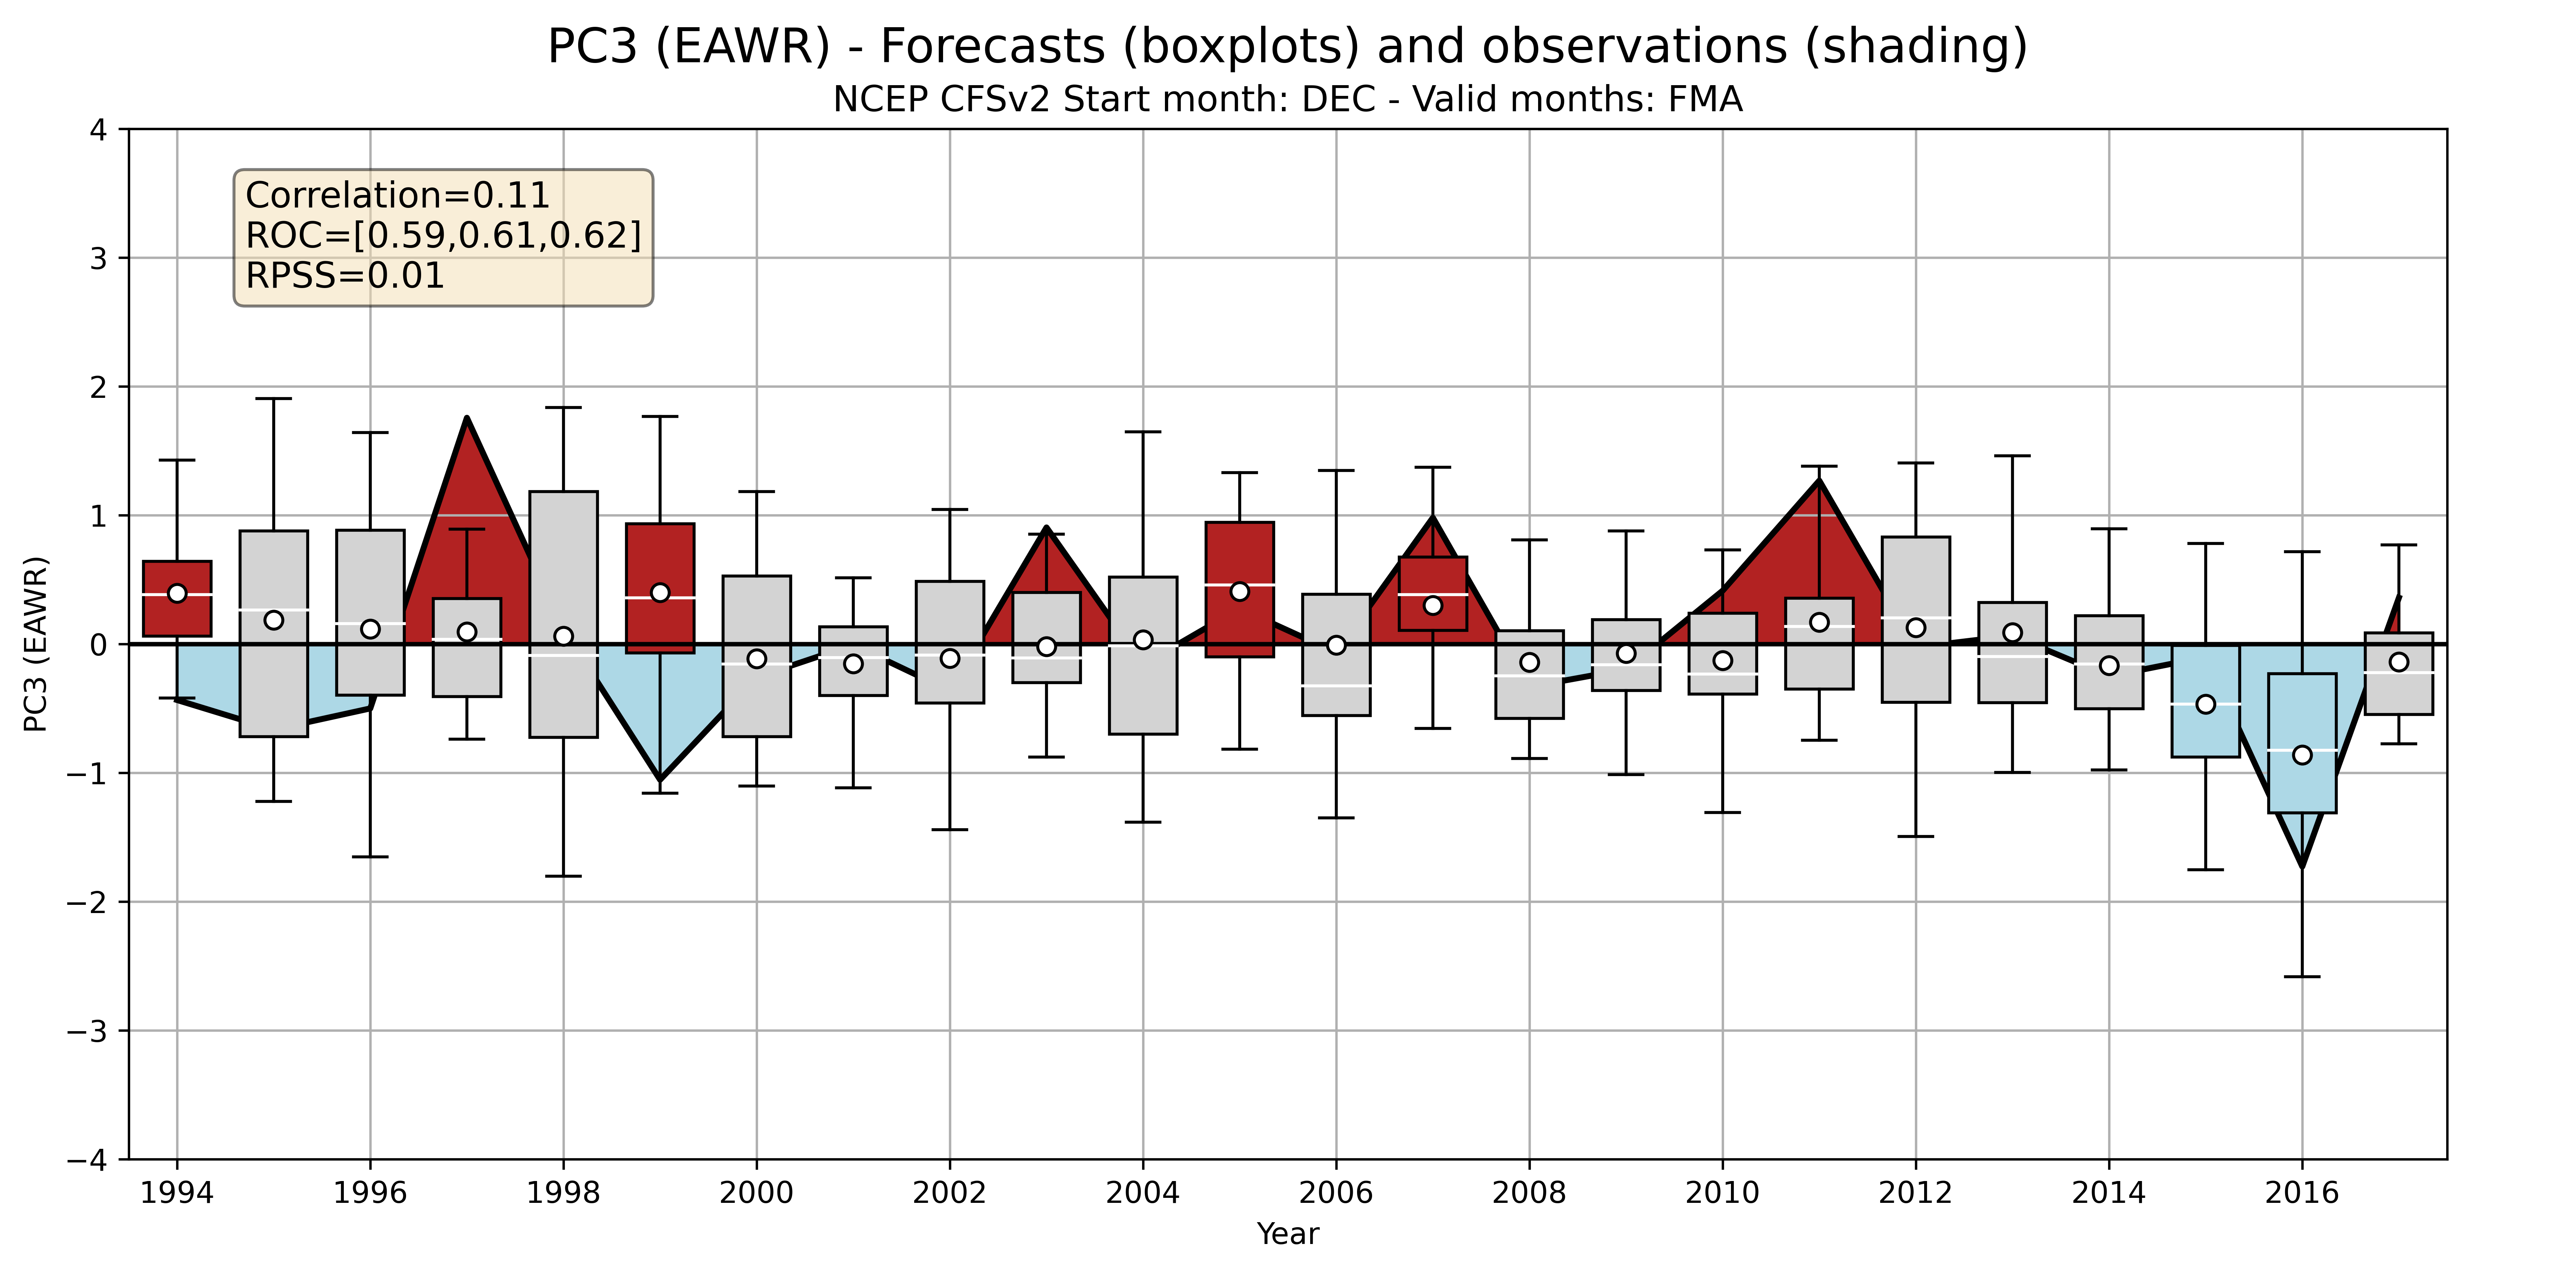 PC3 (EAWR) - Forecasts (boxplots) and observations (shading)
NCEP CFSv2 Start month: DEC - Valid months: FMA
Correlation=0.11
ROC=[0.59,0.61,0.62]
RPSS=0.01
PC3 (EAWR)
4
3
2
1
0
−1
−2
−3
−4
1994 1996 1998 2000 2002 2004 2006 2008 2010 2012 2014 2016
Year